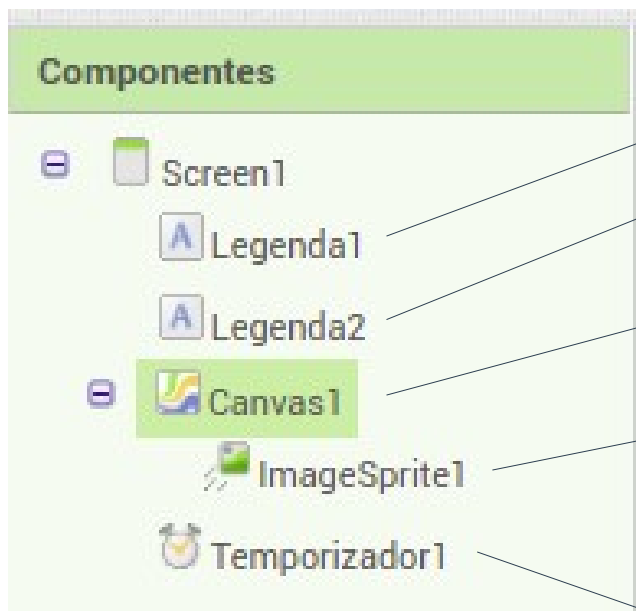 Componentes
Screen1
Legenda1
Legenda2
Canvas1
ImageSprite1
Temporizador1